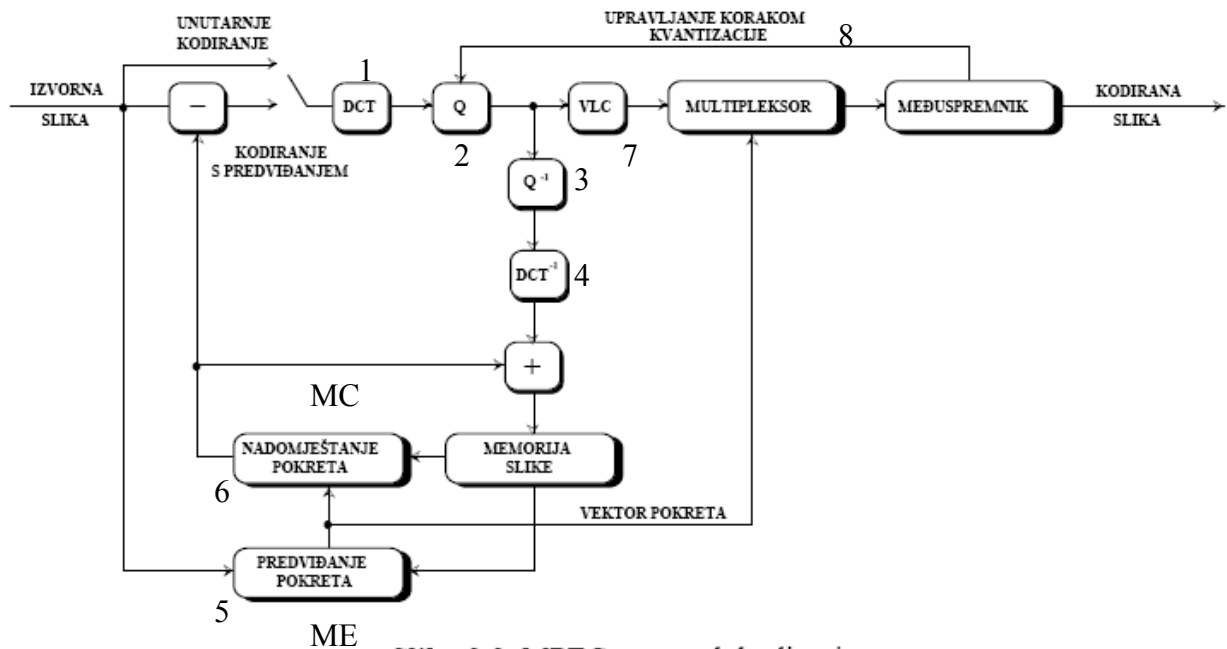 UNUTARNJE
KODIRANJE
UPRAVLJANJE KORAKOM
KVANTIZACIJE
8
1
IZVORNA
SLIKA
−
DCT
Q
VLC
MULTIPLEKSOR
MEĐUSPREMNIK
KODIRANA
SLIKA
KODIRANJE
S PREDVIĐANJEM
2
7
Q⁻¹
3
DCT⁻¹
4
+
MC
NADOMJEŠTANJE
POKRETA
MEMORIJA
SLIKE
6
VEKTOR POKRETA
PREDVIĐANJE
POKRETA
5
ME